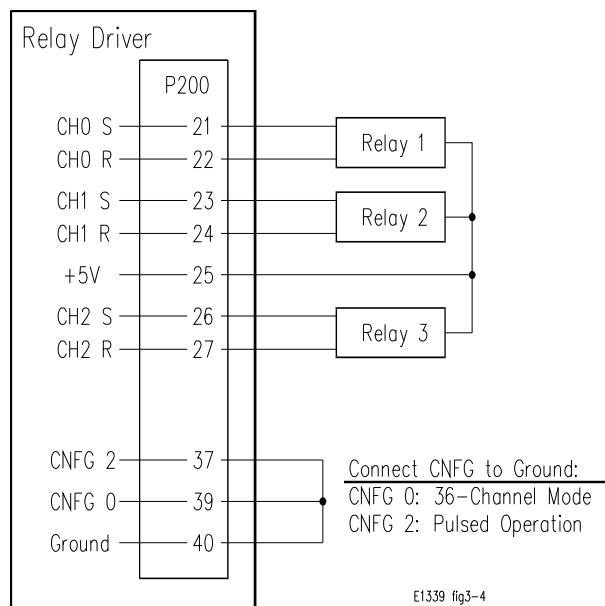 Relay Driver
P200
CH0 S 21
CH0 R 22
Relay 1
CH1 S 23
CH1 R 24
Relay 2
+5V 25
CH2 S 26
CH2 R 27
Relay 3
CNFG 2 37
CNFG 0 39
Ground 40
Connect CNFG to Ground:
CNFG 0: 36-Channel Mode
CNFG 2: Pulsed Operation
E1339 fig3-4